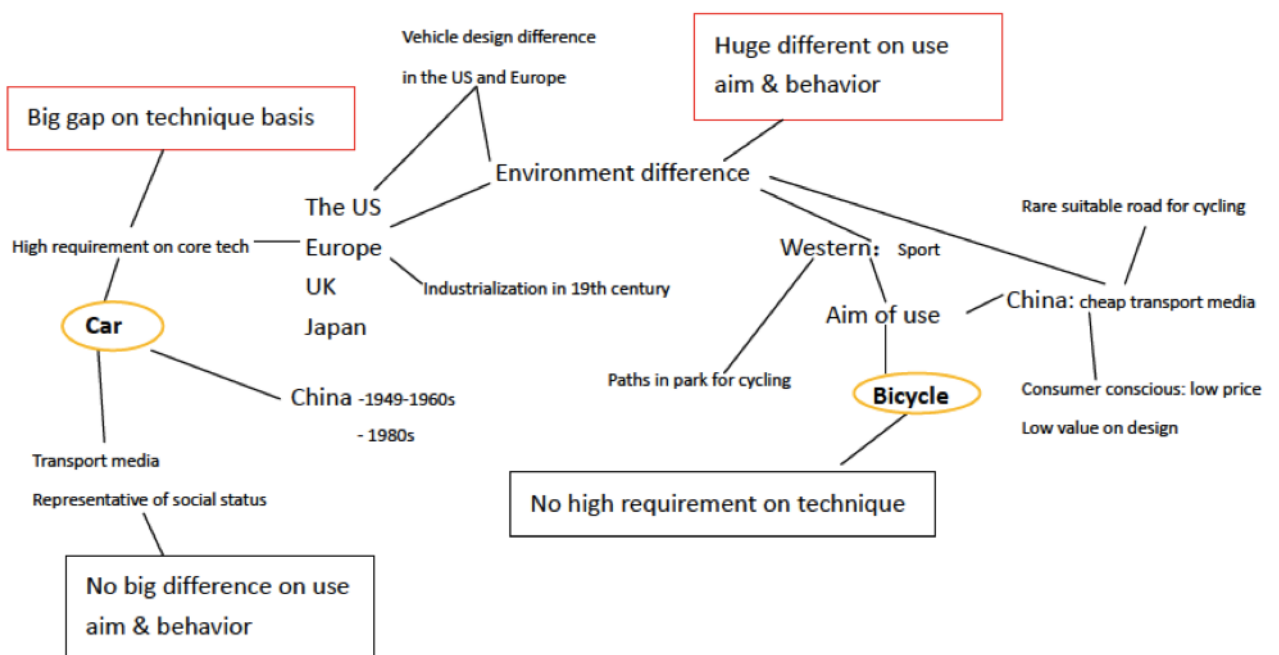 Vehicle design difference
in the US and Europe
Huge different on use
aim & behavior
Big gap on technique basis
Environment difference
The US
Rare suitable road for cycling
High requirement on core tech
Europe
Western： Sport
UK
Industrialization in 19th century
China: cheap transport media
Car
Japan
Aim of use
Paths in park for cycling
Bicycle
Consumer conscious: low price
Low value on design
China -1949-1960s
- 1980s
Transport media
Representative of social status
No high requirement on technique
No big difference on use
aim & behavior